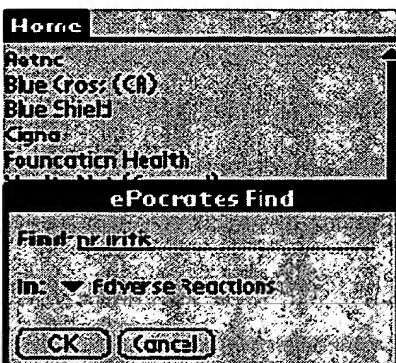 Home
Aetna
Blue Cross (CA)
Blue Shield
Cigna
Foundation Health
ePocrates Find
Find: pruritis
In: Adverse Reactions
OK Cancel